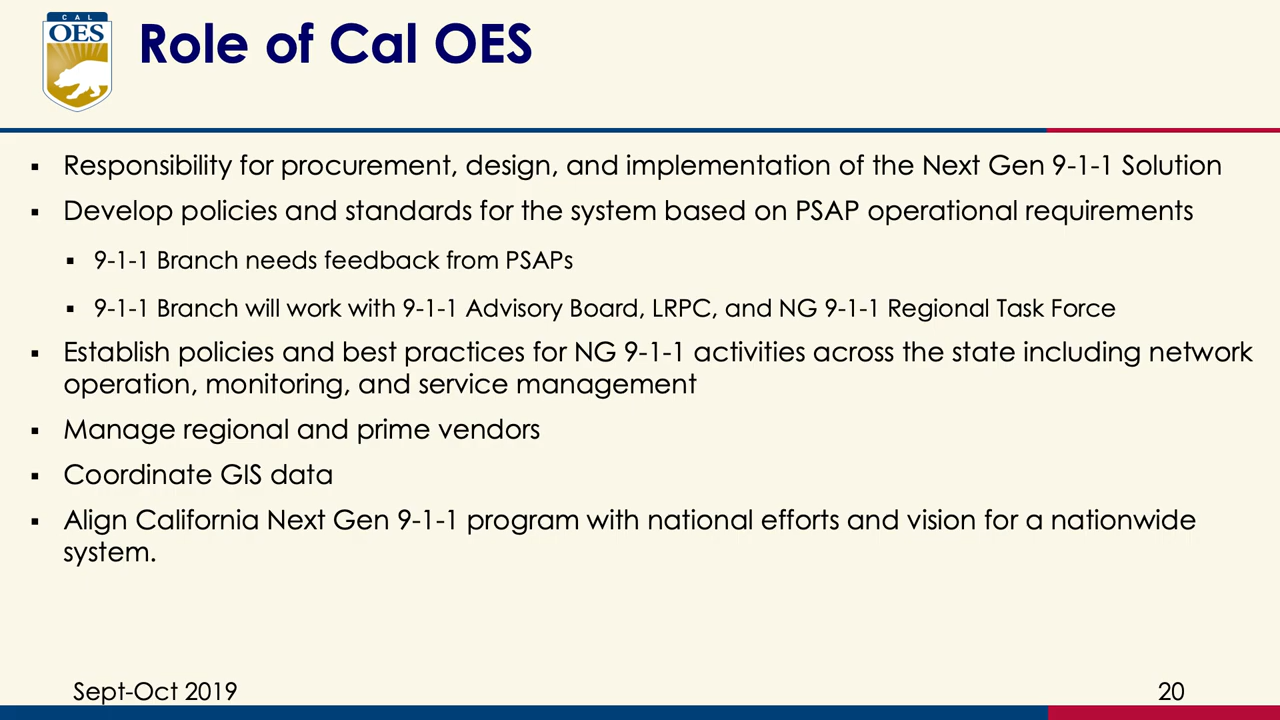 CAL
OES
Role of Cal OES
▪ Responsibility for procurement, design, and implementation of the Next Gen 9-1-1 Solution
▪ Develop policies and standards for the system based on PSAP operational requirements
▪ 9-1-1 Branch needs feedback from PSAPs
▪ 9-1-1 Branch will work with 9-1-1 Advisory Board, LRPC, and NG 9-1-1 Regional Task Force
▪ Establish policies and best practices for NG 9-1-1 activities across the state including network
operation, monitoring, and service management
▪ Manage regional and prime vendors
▪ Coordinate GIS data
▪ Align California Next Gen 9-1-1 program with national efforts and vision for a nationwide
system.
Sept-Oct 2019
20